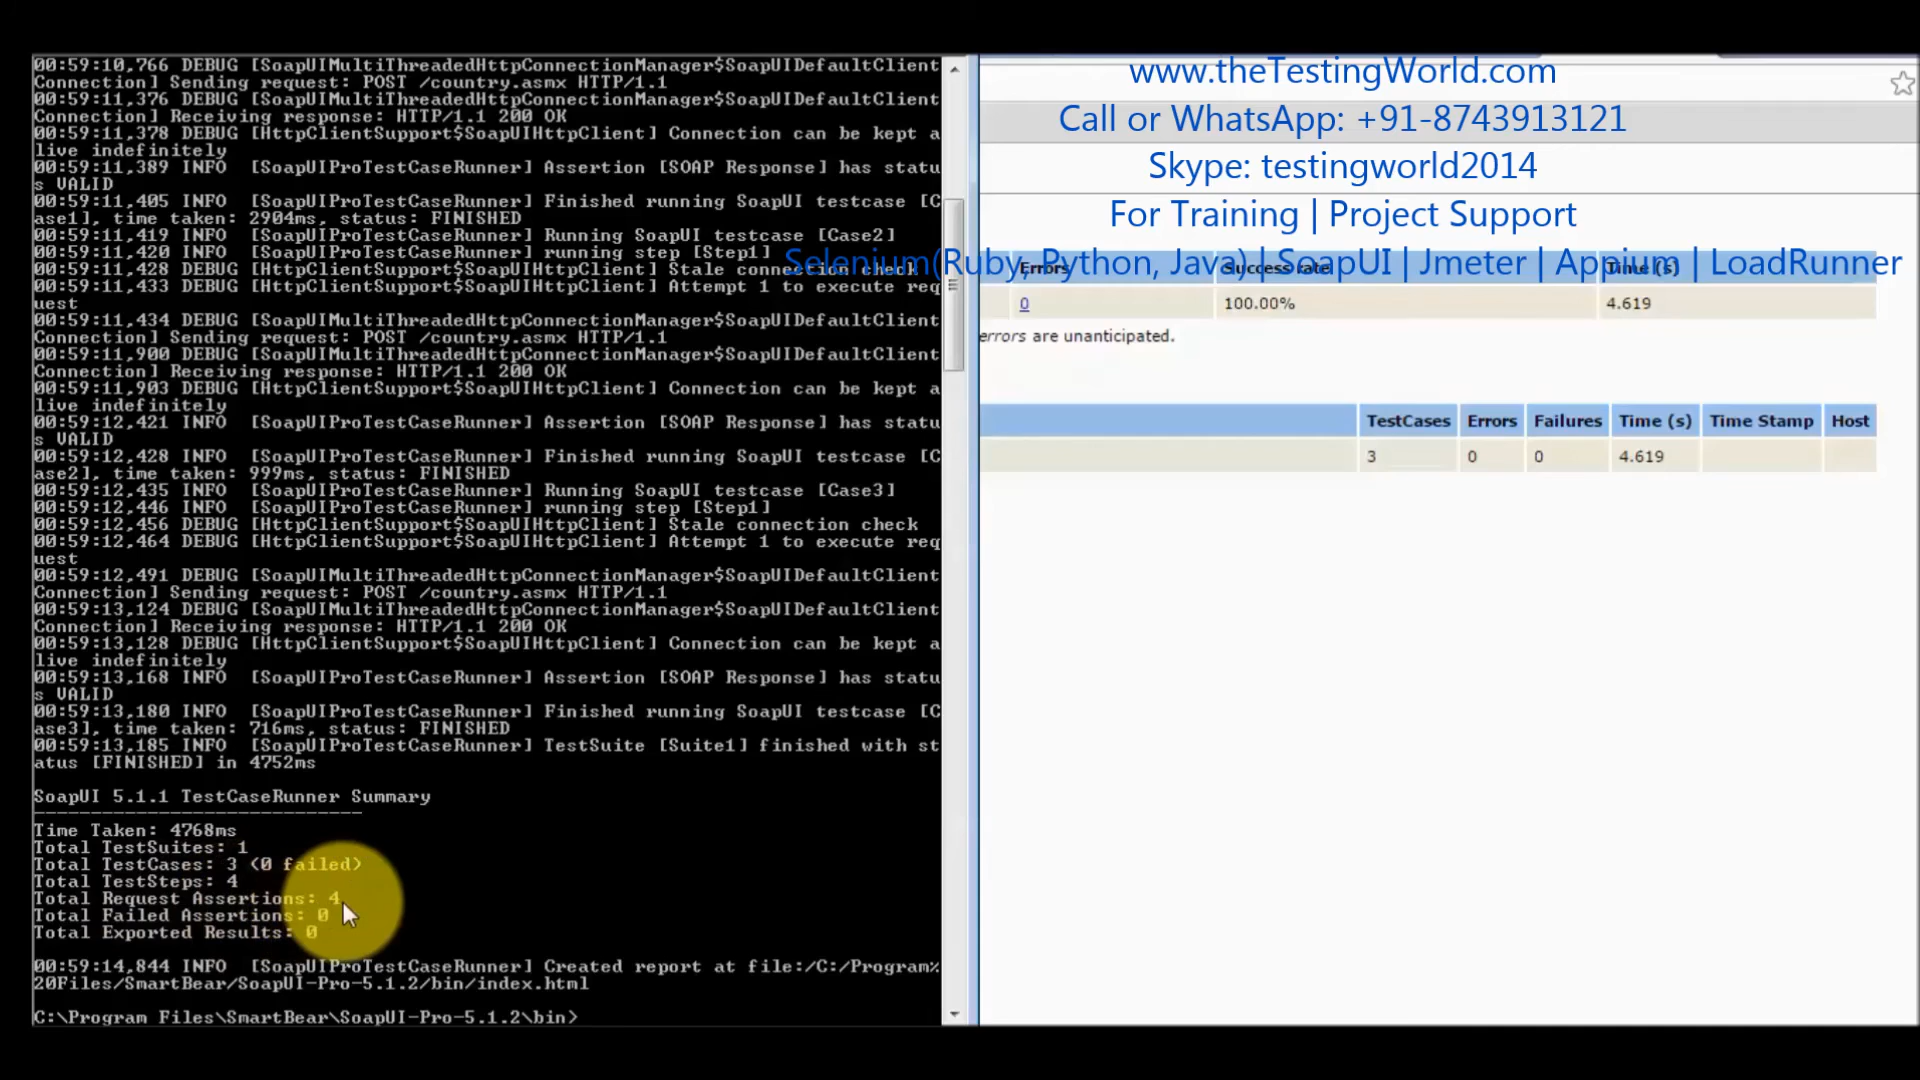 00:59:10,766 DEBUG [SoapUIMultiThreadedHttpConnectionManager$SoapUIDefaultClient
Connection] Sending request: POST /country.asmx HTTP/1.1
00:59:11,376 DEBUG [SoapUIMultiThreadedHttpConnectionManager$SoapUIDefaultClient
Connection] Receiving response: HTTP/1.1 200 OK
00:59:11,378 DEBUG [HttpClientSupport$SoapUIHttpClient] Connection can be kept a
live indefinitely
00:59:11,389 INFO  [SoapUIProTestCaseRunner] Assertion [SOAP Response] has statu
s VALID
00:59:11,405 INFO  [SoapUIProTestCaseRunner] Finished running SoapUI testcase [C
ase1], time taken: 2904ms, status: FINISHED
00:59:11,419 INFO  [SoapUIProTestCaseRunner] Running SoapUI testcase [Case2]
00:59:11,420 INFO  [SoapUIProTestCaseRunner] running step [Step1]
00:59:11,428 DEBUG [HttpClientSupport$SoapUIHttpClient] Stale connection check
00:59:11,433 DEBUG [HttpClientSupport$SoapUIHttpClient] Attempt 1 to execute req
uest
00:59:11,434 DEBUG [SoapUIMultiThreadedHttpConnectionManager$SoapUIDefaultClient
Connection] Sending request: POST /country.asmx HTTP/1.1
00:59:11,900 DEBUG [SoapUIMultiThreadedHttpConnectionManager$SoapUIDefaultClient
Connection] Receiving response: HTTP/1.1 200 OK
00:59:11,903 DEBUG [HttpClientSupport$SoapUIHttpClient] Connection can be kept a
live indefinitely
00:59:12,421 INFO  [SoapUIProTestCaseRunner] Assertion [SOAP Response] has statu
s VALID
00:59:12,428 INFO  [SoapUIProTestCaseRunner] Finished running SoapUI testcase [C
ase2], time taken: 999ms, status: FINISHED
00:59:12,435 INFO  [SoapUIProTestCaseRunner] Running SoapUI testcase [Case3]
00:59:12,446 INFO  [SoapUIProTestCaseRunner] running step [Step1]
00:59:12,456 DEBUG [HttpClientSupport$SoapUIHttpClient] Stale connection check
00:59:12,464 DEBUG [HttpClientSupport$SoapUIHttpClient] Attempt 1 to execute req
uest
00:59:12,491 DEBUG [SoapUIMultiThreadedHttpConnectionManager$SoapUIDefaultClient
Connection] Sending request: POST /country.asmx HTTP/1.1
00:59:13,124 DEBUG [SoapUIMultiThreadedHttpConnectionManager$SoapUIDefaultClient
Connection] Receiving response: HTTP/1.1 200 OK
00:59:13,128 DEBUG [HttpClientSupport$SoapUIHttpClient] Connection can be kept a
live indefinitely
00:59:13,168 INFO  [SoapUIProTestCaseRunner] Assertion [SOAP Response] has statu
s VALID
00:59:13,180 INFO  [SoapUIProTestCaseRunner] Finished running SoapUI testcase [C
ase3], time taken: 716ms, status: FINISHED
00:59:13,185 INFO  [SoapUIProTestCaseRunner] TestSuite [Suite1] finished with st
atus [FINISHED] in 4752ms
SoapUI 5.1.1 TestCaseRunner Summary
-----------------------------
Time Taken: 4768ms
Total TestSuites: 1
Total TestCases: 3 (0 failed)
Total TestSteps: 4
Total Request Assertions: 4
Total Failed Assertions: 0
Total Exported Results: 0
00:59:14,844 INFO  [SoapUIProTestCaseRunner] Created report at file:/C:/Program%
20Files/SmartBear/SoapUI-Pro-5.1.2/bin/index.html
C:\Program Files\SmartBear\SoapUI-Pro-5.1.2\bin>
www.theTestingWorld.com
Call or WhatsApp: +91-8743913121
Skype: testingworld2014
For Training | Project Support
Selenium(Ruby, Python, Java) | SoapUI | Jmeter | Appium | LoadRunner
Errors Success rate Time (s)
0 100.00% 4.619
errors are unanticipated.
TestCases Errors Failures Time (s) Time Stamp Host
3 0 0 4.619